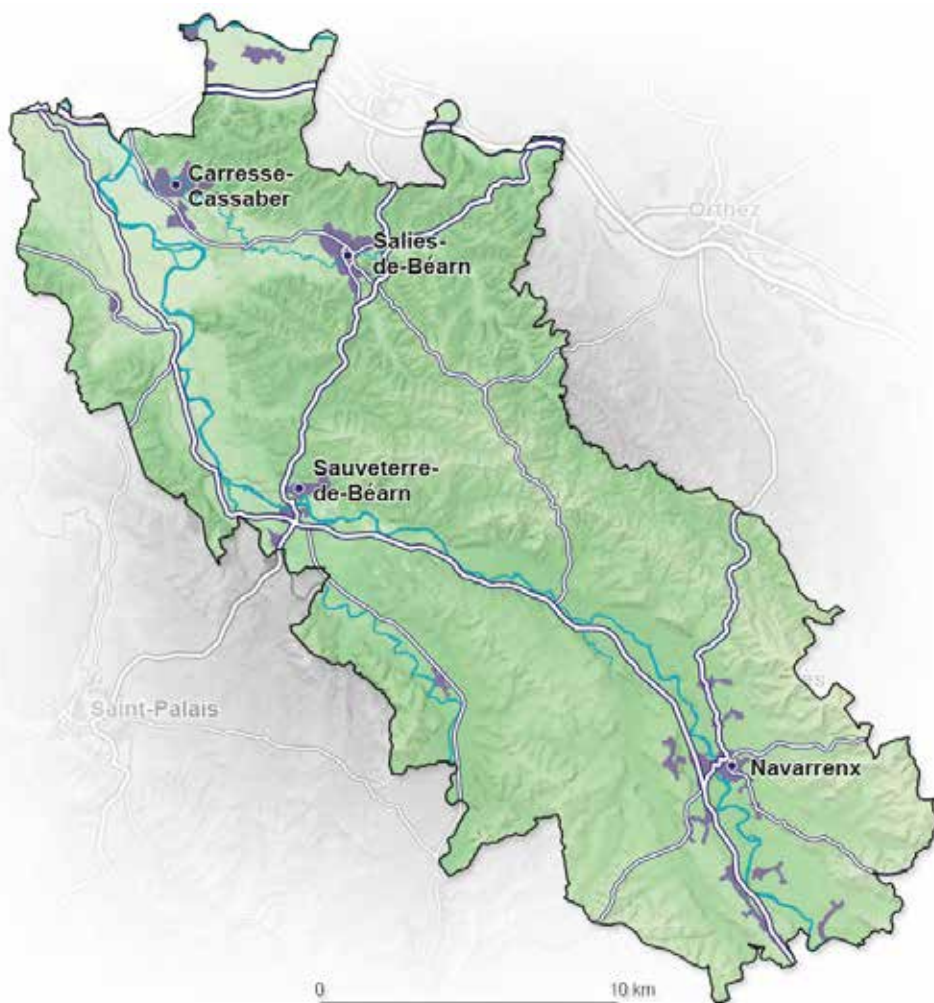 Carresse-
Cassaber
Orthez
Salies-
de-Béarn
Sauveterre-
de-Béarn
Saint-Palais
Navarrenx
0 10 km